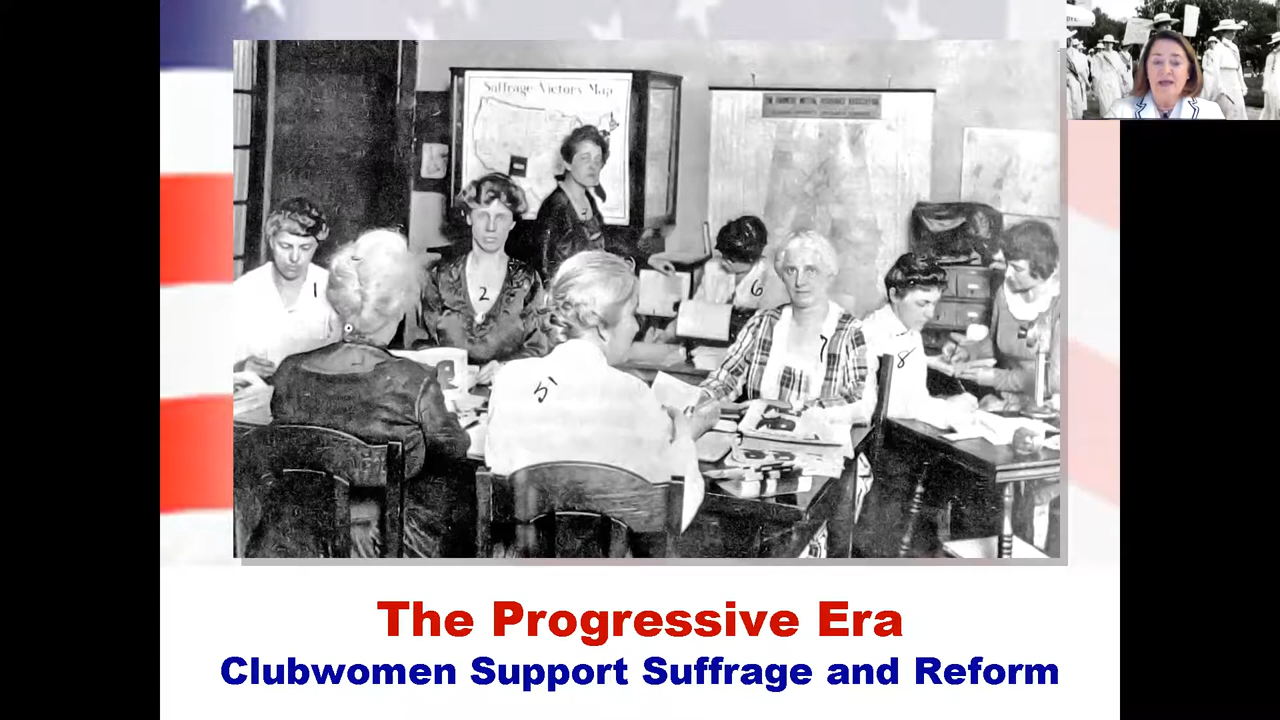 Suffrage Victory Map
1
2
6
7
8
5
The Progressive Era
Clubwomen Support Suffrage and Reform